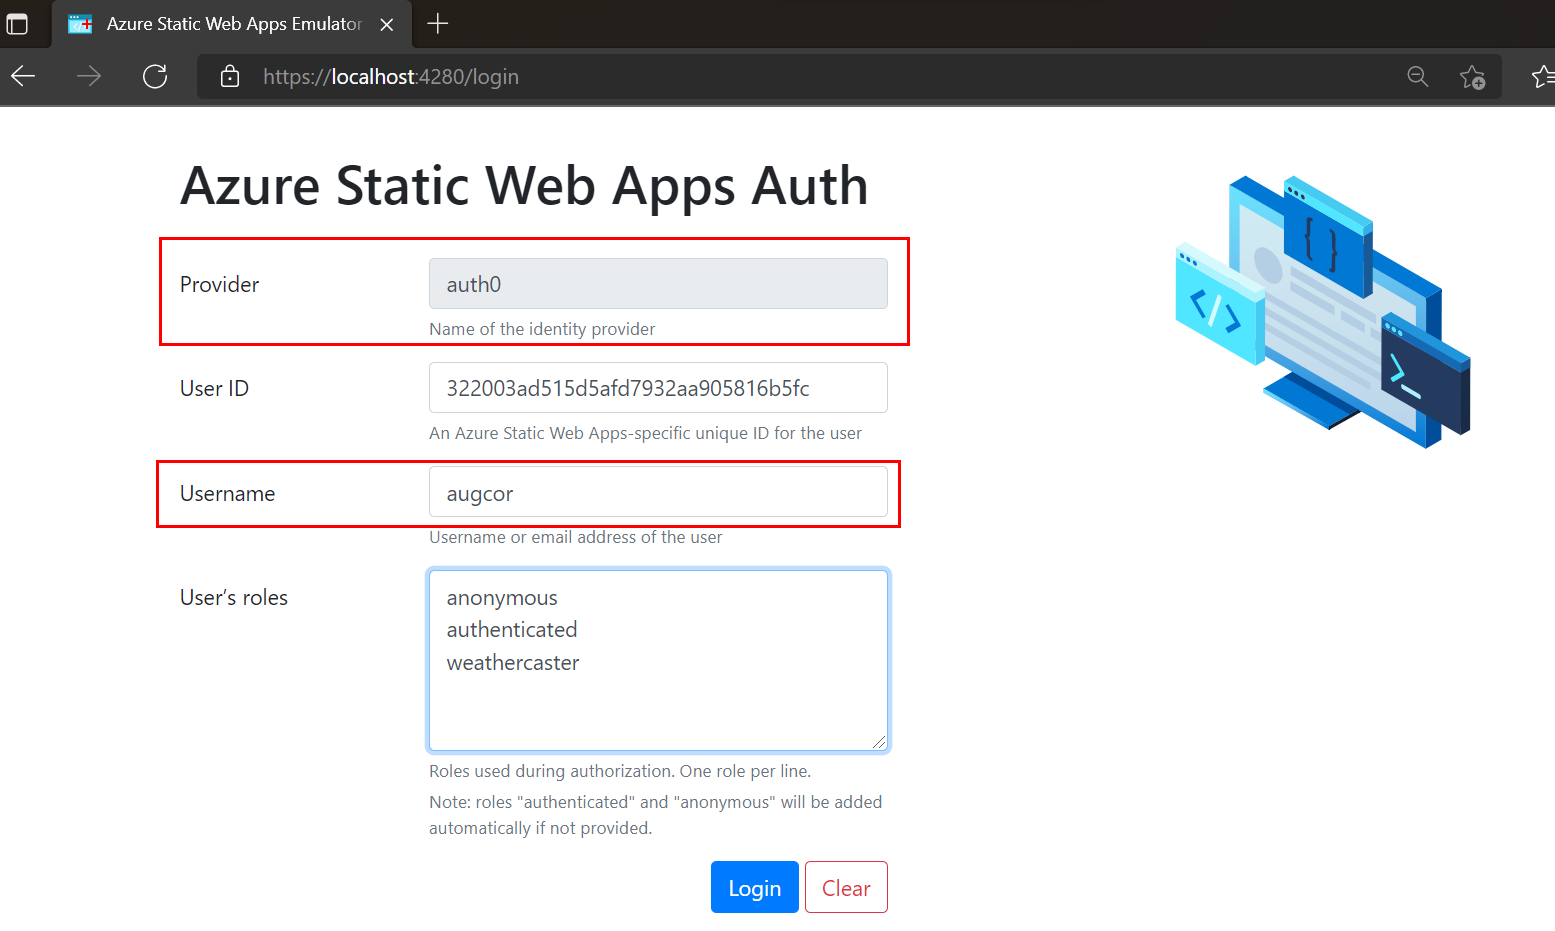 Azure Static Web Apps Emulator
https://localhost:4280/login
Azure Static Web Apps Auth
Provider
auth0
Name of the identity provider
User ID
322003ad515d5afd7932aa905816b5fc
An Azure Static Web Apps-specific unique ID for the user
Username
augcor
Username or email address of the user
User’s roles
anonymous
authenticated
weathercaster
Roles used during authorization. One role per line.
Note: roles "authenticated" and "anonymous" will be added
automatically if not provided.
Login
Clear